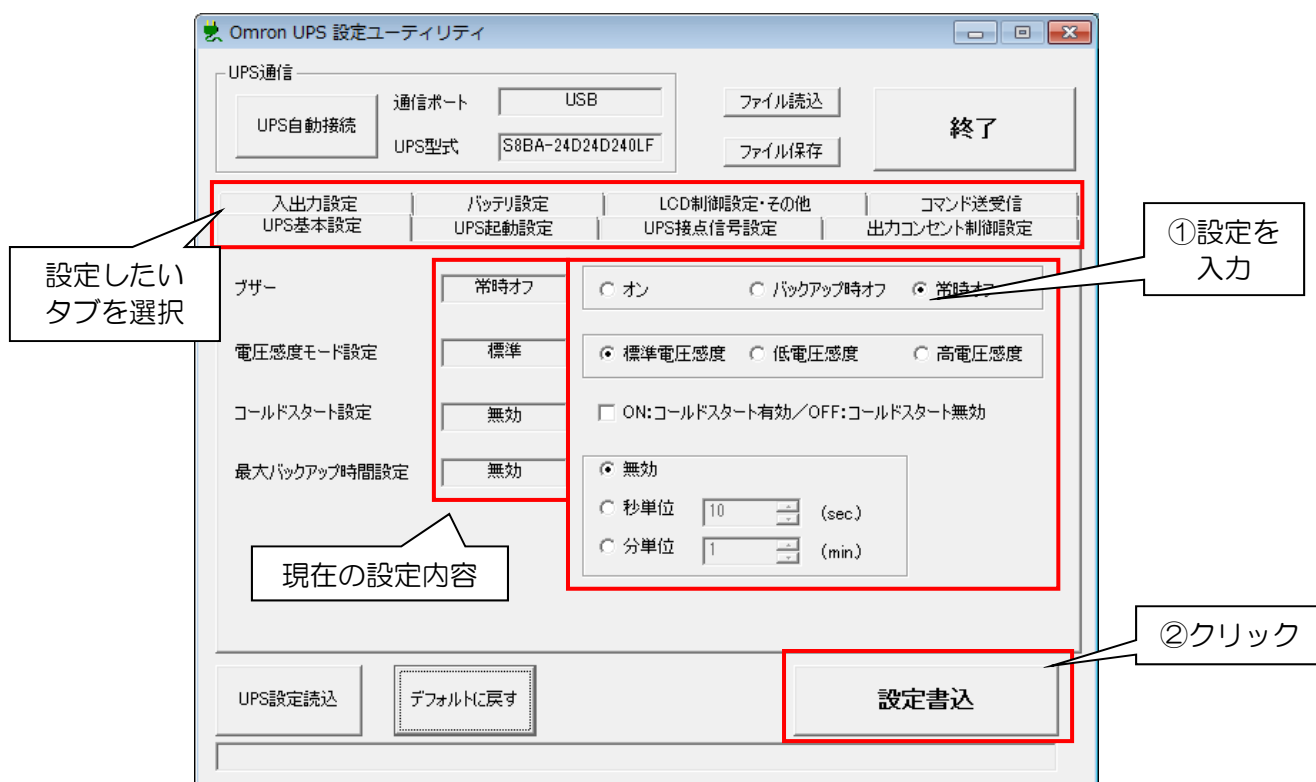 Omron UPS 設定ユーティリティ
UPS通信
UPS自動接続
通信ポート
USB
UPS型式
S8BA-24D24D240LF
ファイル読込
ファイル保存
終了
入出力設定 バッテリ設定 LCD制御設定・その他 コマンド送受信
UPS基本設定 UPS起動設定 UPS接点信号設定 出力コンセント制御設定
設定したい
タブを選択
①設定を
入力
ブザー 常時オフ オン バックアップ時オフ 常時オフ
電圧感度モード設定 標準 標準電圧感度 低電圧感度 高電圧感度
コールドスタート設定 無効 ON:コールドスタート有効/OFF:コールドスタート無効
最大バックアップ時間設定 無効 無効
秒単位 10 (sec.)
分単位 1 (min.)
現在の設定内容
②クリック
UPS設定読込
デフォルトに戻す
設定書込